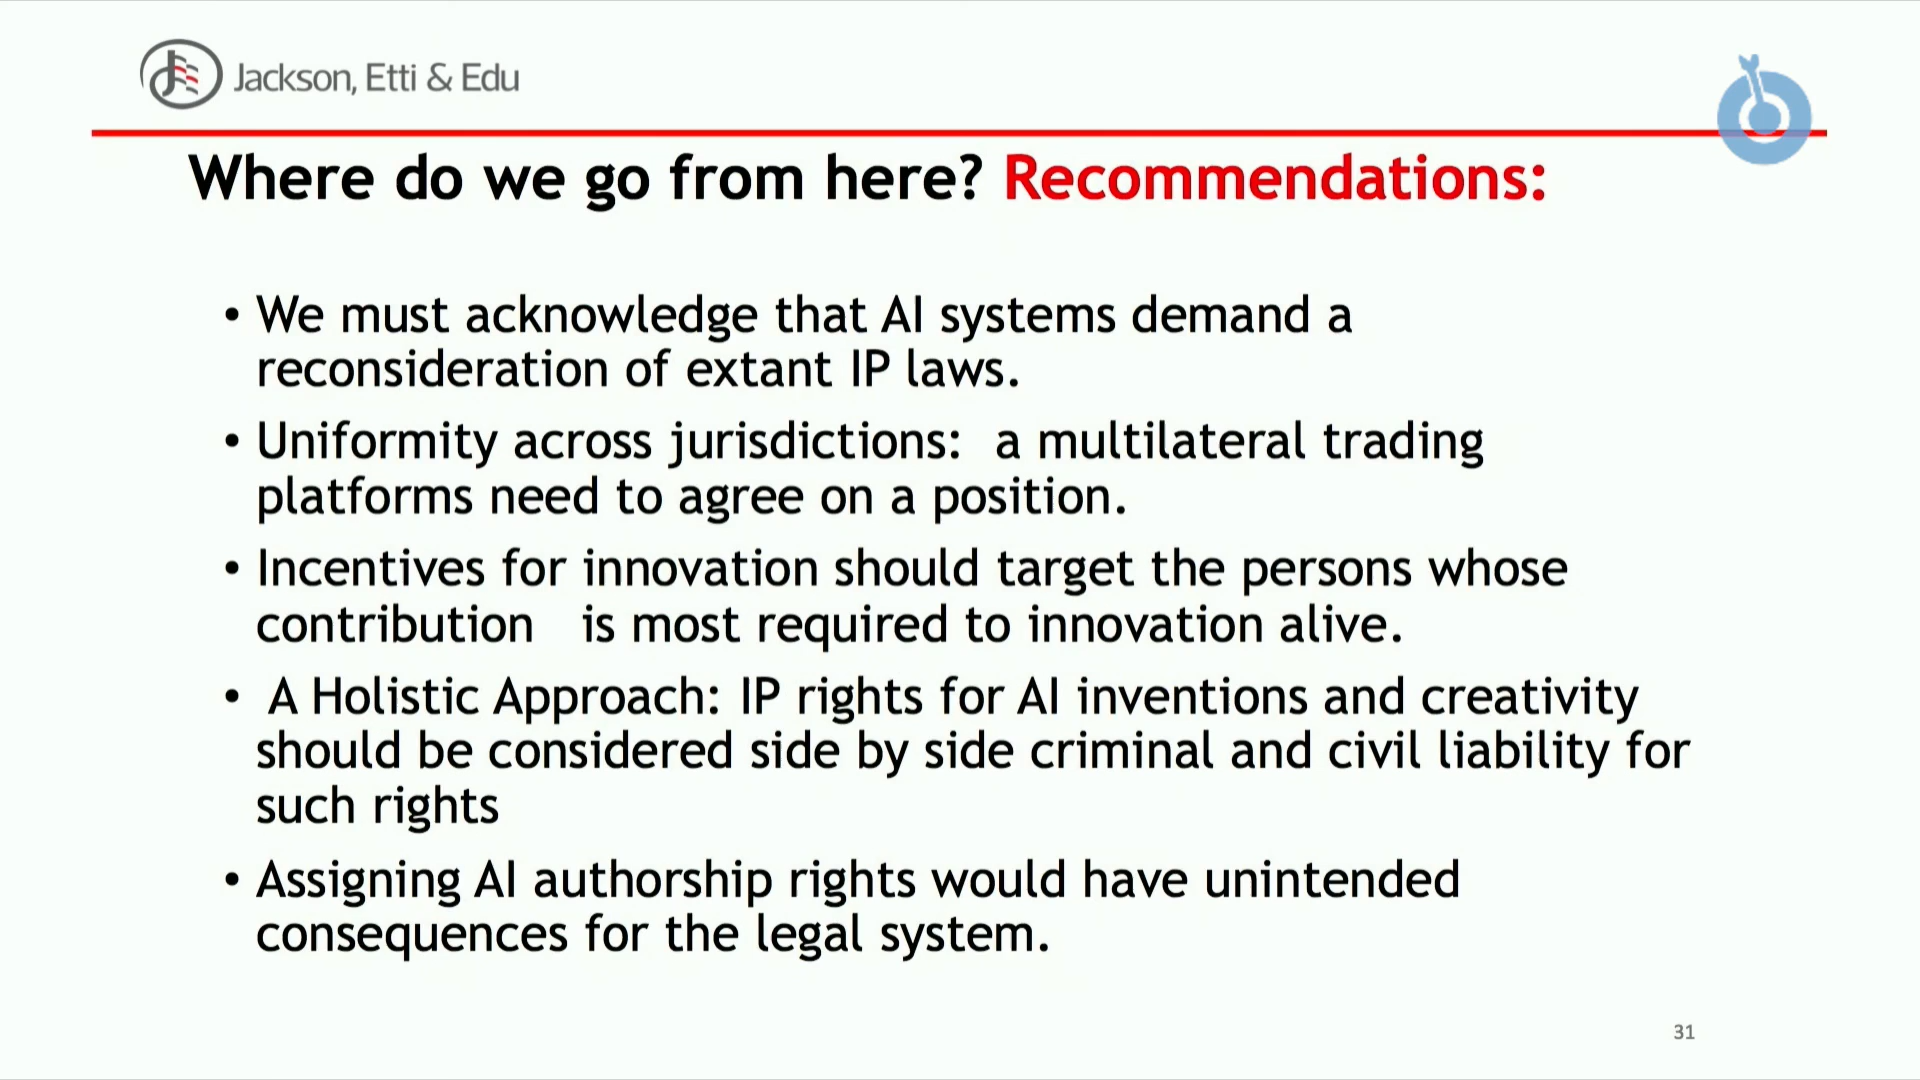 Jackson, Etti & Edu
Where do we go from here? Recommendations:
• We must acknowledge that AI systems demand a
reconsideration of extant IP laws.
• Uniformity across jurisdictions:  a multilateral trading
platforms need to agree on a position.
• Incentives for innovation should target the persons whose
contribution   is most required to innovation alive.
•  A Holistic Approach: IP rights for AI inventions and creativity
should be considered side by side criminal and civil liability for
such rights
• Assigning AI authorship rights would have unintended
consequences for the legal system.
31